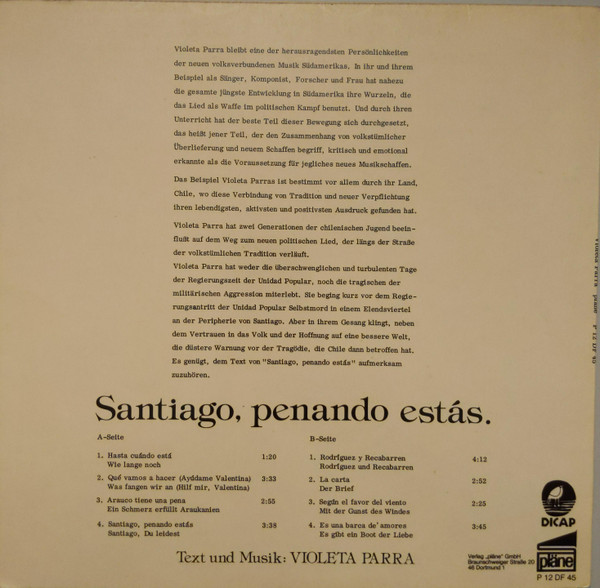 Violeta Parra bleibt eine der herausragendsten Persönlichkeiten
der neuen volksverbundenen Musik Südamerikas. In ihr und ihrem
Beispiel als Sänger, Komponist, Forscher und Frau hat nahezu
die gesamte jüngste Entwicklung in Südamerika ihre Wurzeln, die
das Lied als Waffe im politischen Kampf benutzt. Und durch ihren
Unterricht hat der beste Teil dieser Bewegung sich durchgesetzt,
das heißt jener Teil, der den Zusammenhang von volkstümlicher
Überlieferung und neuem Schaffen begriff, kritisch und emotional
erkannte als die Voraussetzung für jegliches neues Musikschaffen.
Das Beispiel Violeta Parras ist bestimmt vor allem durch ihr Land,
Chile, wo diese Verbindung von Tradition und neuer Verpflichtung
ihren lebendigsten, aktivsten und positivsten Ausdruck gefunden hat.
Violeta Parra hat zwei Generationen der chilenischen Jugend beein-
flußt auf dem Weg zum neuen politischen Lied, der längs der Straße
der volkstümlichen Tradition verläuft.
Violeta Parra hat weder die überschwenglichen und turbulenten Tage
der Regierungszeit der Unidad Popular, noch die tragischen der
militärischen Aggression miterlebt. Sie beging kurz vor dem Regie-
rungsantritt der Unidad Popular Selbstmord in einem Elendsviertel
an der Peripherie von Santiago. Aber in ihrem Gesang klingt, neben
dem Vertrauen in das Volk und der Hoffnung auf eine bessere Welt,
die düstere Warnung vor der Tragödie, die Chile dann betroffen hat.
Es genügt, dem Text von "Santiago, penando estás" aufmerksam
zuzuhören.
Santiago, penando estás.
A-Seite
1. Hasta cuándo está 1:20
Wie lange noch
2. Qué vamos a hacer (Ayúdame Valentina) 3:33
Was fangen wir an (Hilf mir, Valentina)
3. Arauco tiene una pena 2:55
Ein Schmerz erfüllt Araukanien
4. Santiago, penando estás 3:38
Santiago, Du leidest
B-Seite
1. Rodríguez y Recabarren 4:12
Rodríguez und Recabarren
2. La carta 2:52
Der Brief
3. Según el favor del viento 2:25
Mit der Gunst des Windes
4. Es una barca de'amores 3:45
Es gibt ein Boot der Liebe
Text und Musik: VIOLETA PARRA
Verlag „pläne" GmbH
Braunschweiger Straße 20
46 Dortmund 1
DICAP
pläne
P 12 DF 45